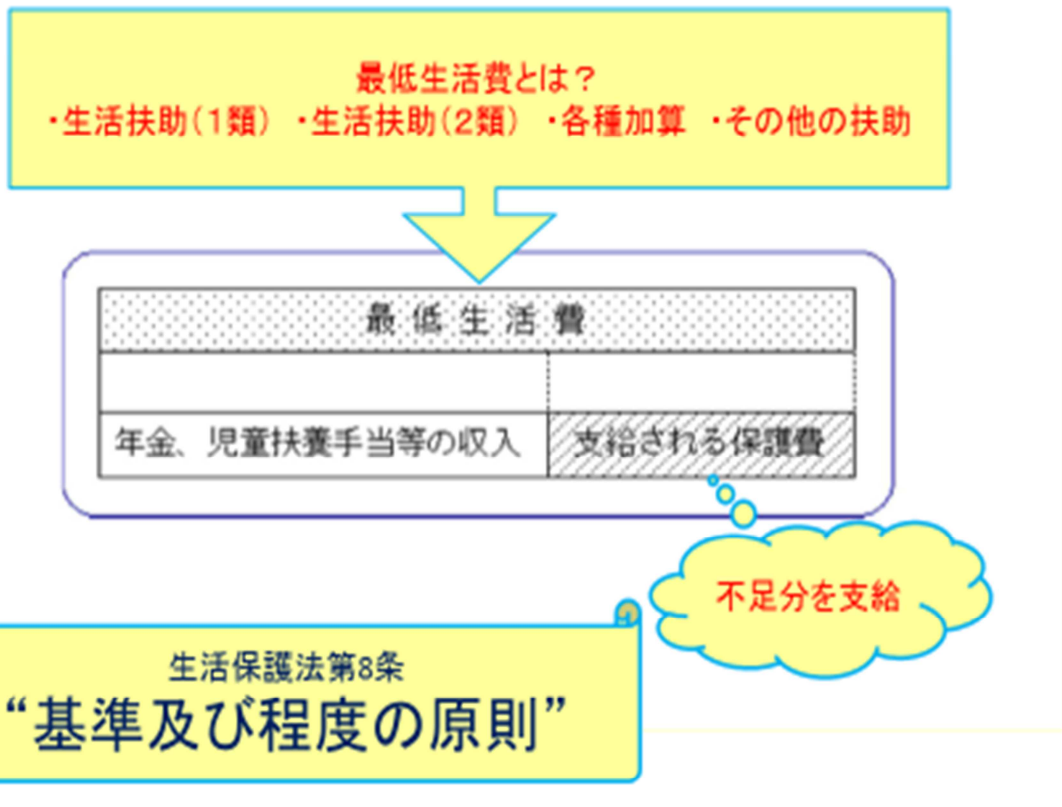 最低生活費とは？
・生活扶助（１類）　・生活扶助（２類）　・各種加算　・その他の扶助
最低生活費
年金、児童扶養手当等の収入
支給される保護費
不足分を支給
生活保護法第8条
“基準及び程度の原則”